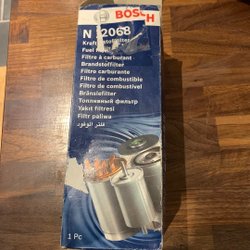 BOSCH
N 2068
Kraftstofffilter
Fuel
Filtre à carburant
Brandstoffilter
Filtro carburante
Filtro de combustible
Filtro de combustível
Bränslefilter
Топливный фильтр
Yakıt filtresi
Filtr paliwa
فلتر الوقود
1 Pc